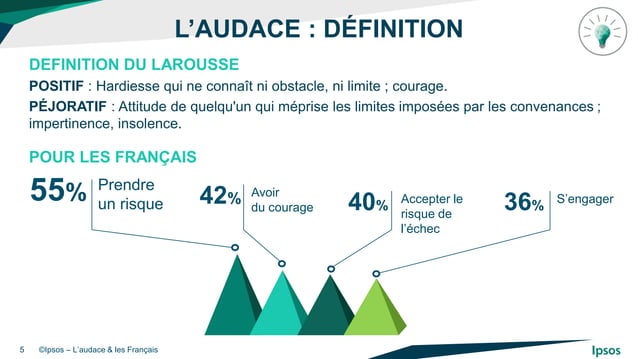 L’AUDACE : DÉFINITION
DEFINITION DU LAROUSSE
POSITIF : Hardiesse qui ne connaît ni obstacle, ni limite ; courage.
PÉJORATIF : Attitude de quelqu'un qui méprise les limites imposées par les convenances ;
impertinence, insolence.
POUR LES FRANÇAIS
55%
Prendre
un risque
42%
Avoir
du courage
40%
Accepter le
risque de
l’échec
36%
S’engager
5 ©Ipsos – L’audace & les Français
Ipsos